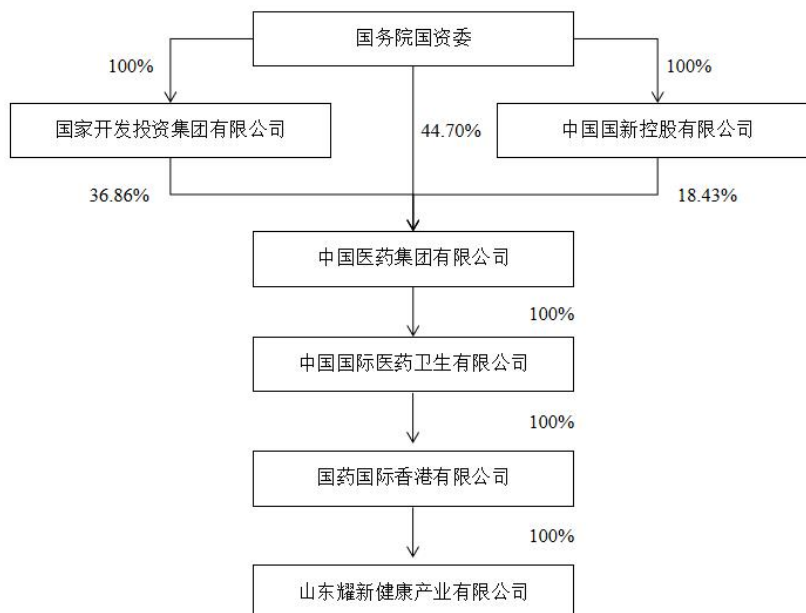 国务院国资委
100%
100%
国家开发投资集团有限公司
44.70%
中国国新控股有限公司
36.86%
18.43%
中国医药集团有限公司
100%
中国国际医药卫生有限公司
100%
国药国际香港有限公司
100%
山东耀新健康产业有限公司